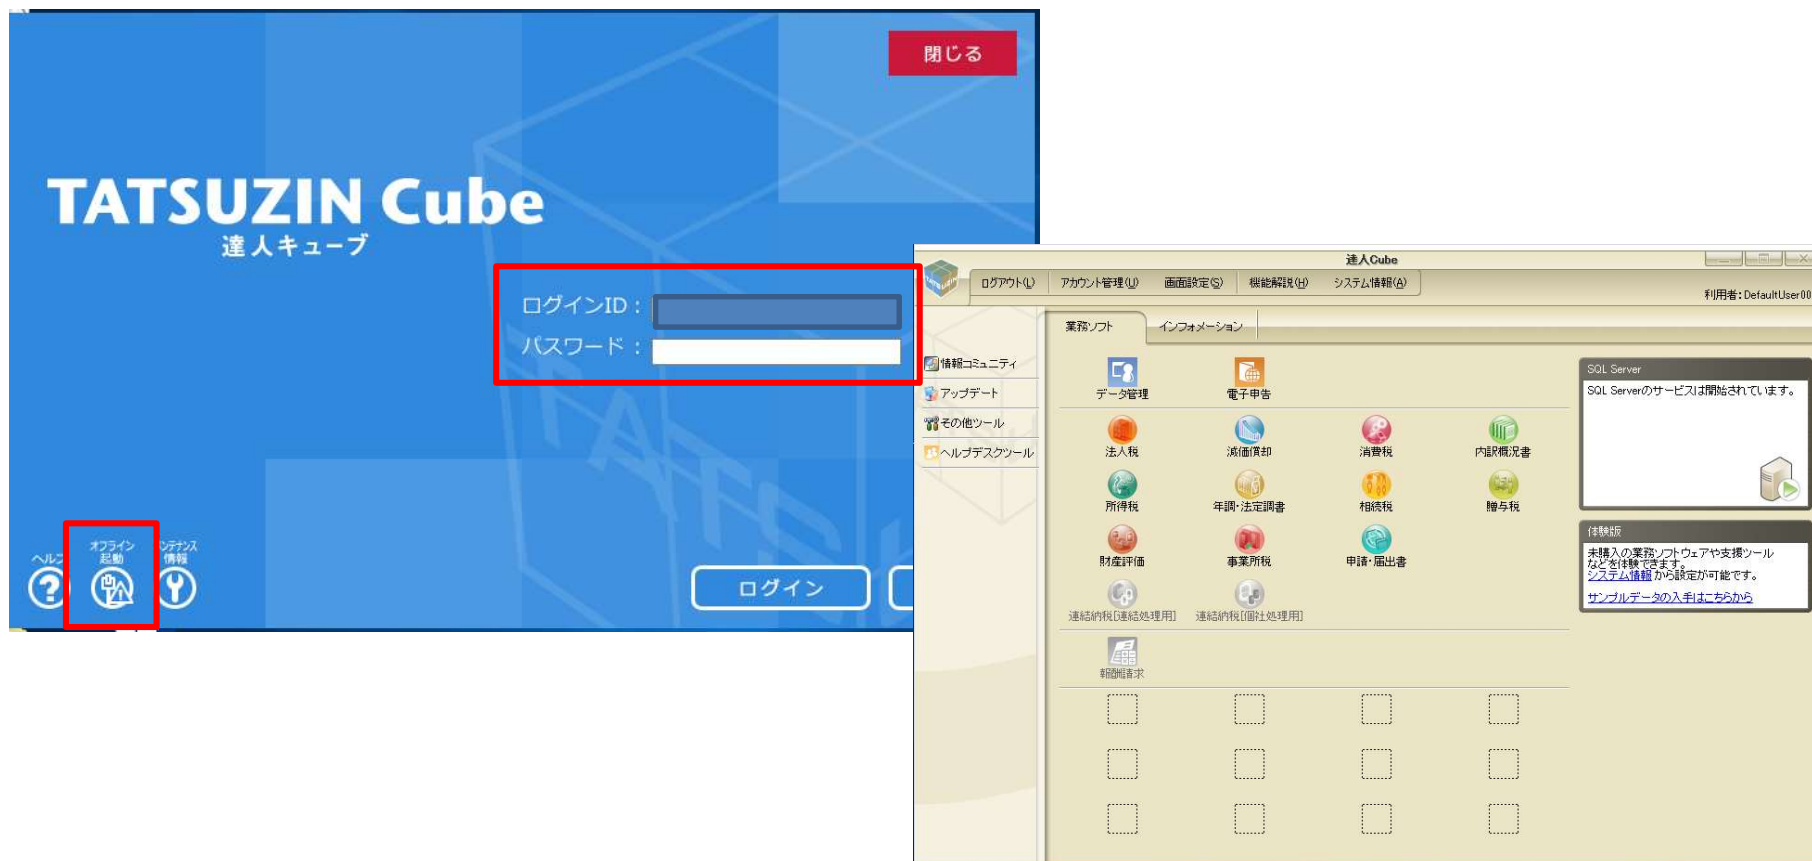 閉じる
TATSUZIN Cube
達人キューブ
ログインID：
パスワード：
ヘルプ
オフライン
起動
ンテナンス
情報
ログイン
達人Cube
ログアウト(L)
アカウント管理(U)
画面設定(S)
機能解説(H)
システム情報(A)
利用者：DefaultUser00
業務ソフト
インフォメーション
情報コミュニティ
アップデート
その他ツール
ヘルプデスクツール
データ管理
電子申告
法人税
減価償却
消費税
内訳概況書
所得税
年調・法定調書
相続税
贈与税
財産評価
事業所税
申請・届出書
連結納税[連結処理用]
連結納税[個社処理用]
報酬請求
SQL Server
SQL Serverのサービスは開始されています。
体験版
未購入の業務ソフトウェアや支援ツール
などを体験できます。
システム情報 から設定が可能です。
サンプルデータの入手はこちらから